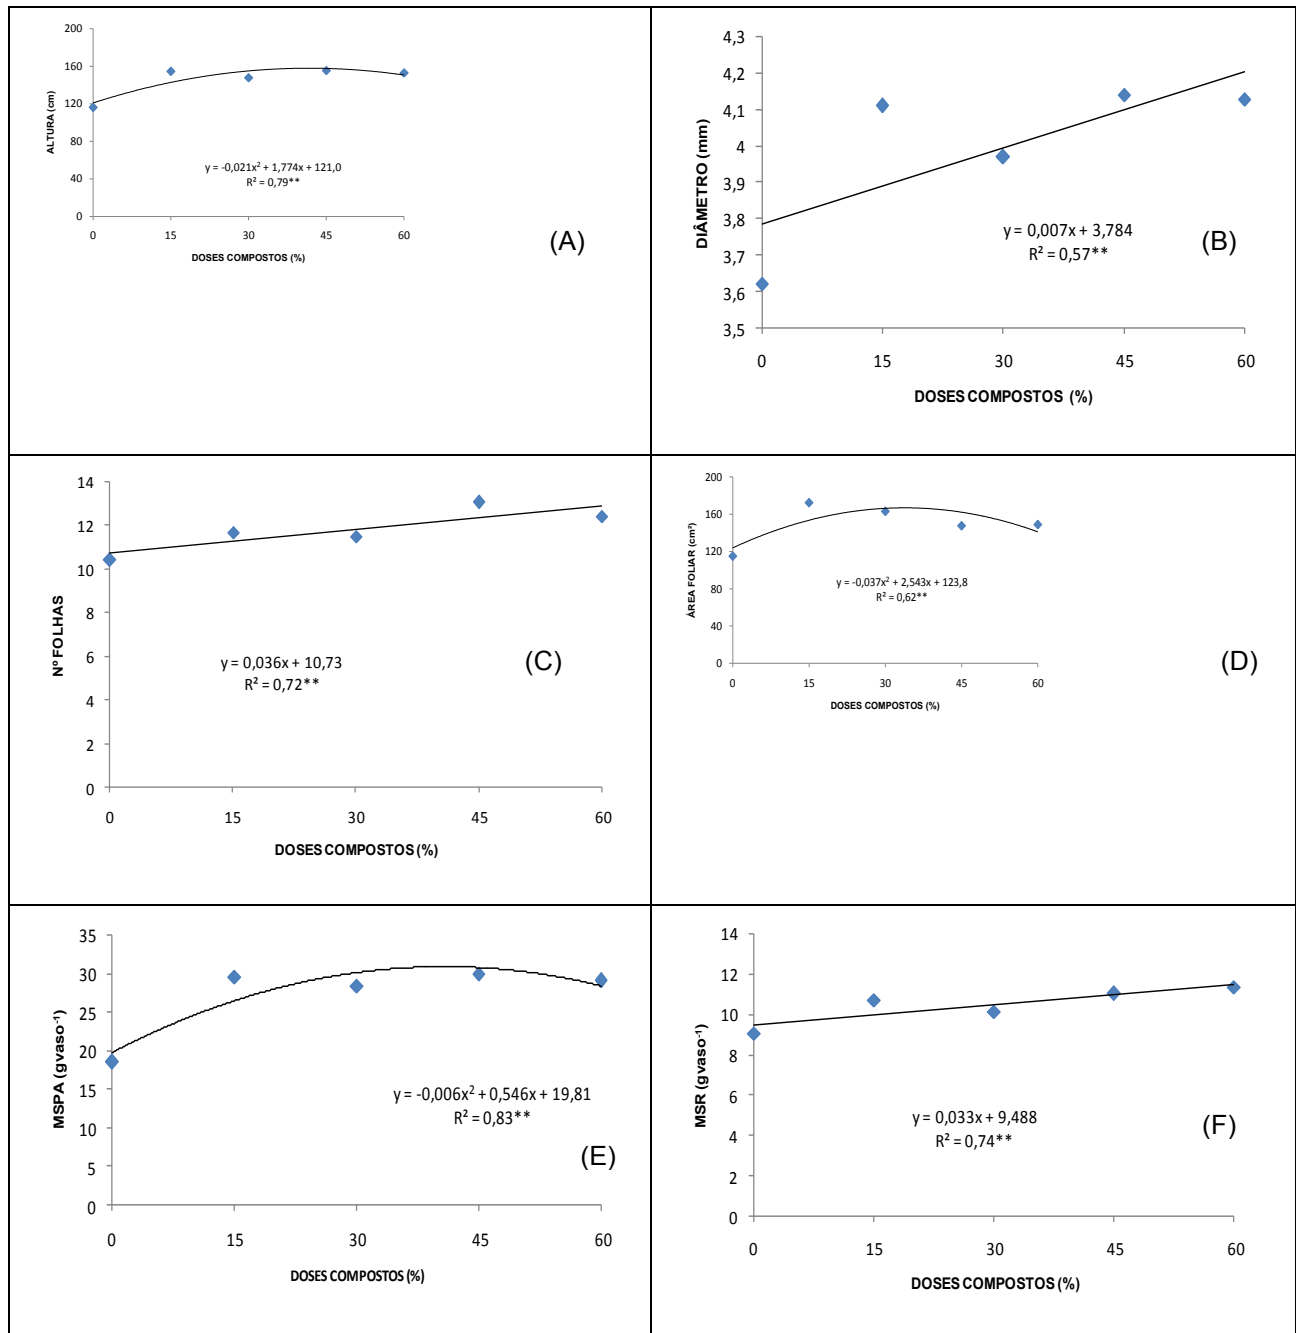 200
160
120
80
40
0
ALTURA (cm)
y = -0,021x² + 1,774x + 121,0
R² = 0,79**
0 15 30 45 60
DOSES COMPOSTOS (%)
(A)
4,3
4,2
4,1
4
3,9
3,8
3,7
3,6
3,5
DIÂMETRO (mm)
y = 0,007x + 3,784
R² = 0,57**
(B)
0 15 30 45 60
DOSES COMPOSTOS (%)
14
12
10
8
6
4
2
0
Nº FOLHAS
y = 0,036x + 10,73
R² = 0,72**
(C)
0 15 30 45 60
DOSES COMPOSTOS (%)
200
160
120
80
40
0
ÁREA FOLIAR (cm²)
y = -0,037x² + 2,543x + 123,8
R² = 0,62**
(D)
0 15 30 45 60
DOSES COMPOSTOS (%)
35
30
25
20
15
10
5
0
MSPA (gvaso⁻¹)
y = -0,006x² + 0,546x + 19,81
R² = 0,83**
(E)
0 15 30 45 60
DOSES COMPOSTOS (%)
14
12
10
8
6
4
2
0
MSR (gvaso⁻¹)
y = 0,033x + 9,488
R² = 0,74**
(F)
0 15 30 45 60
DOSES COMPOSTOS (%)